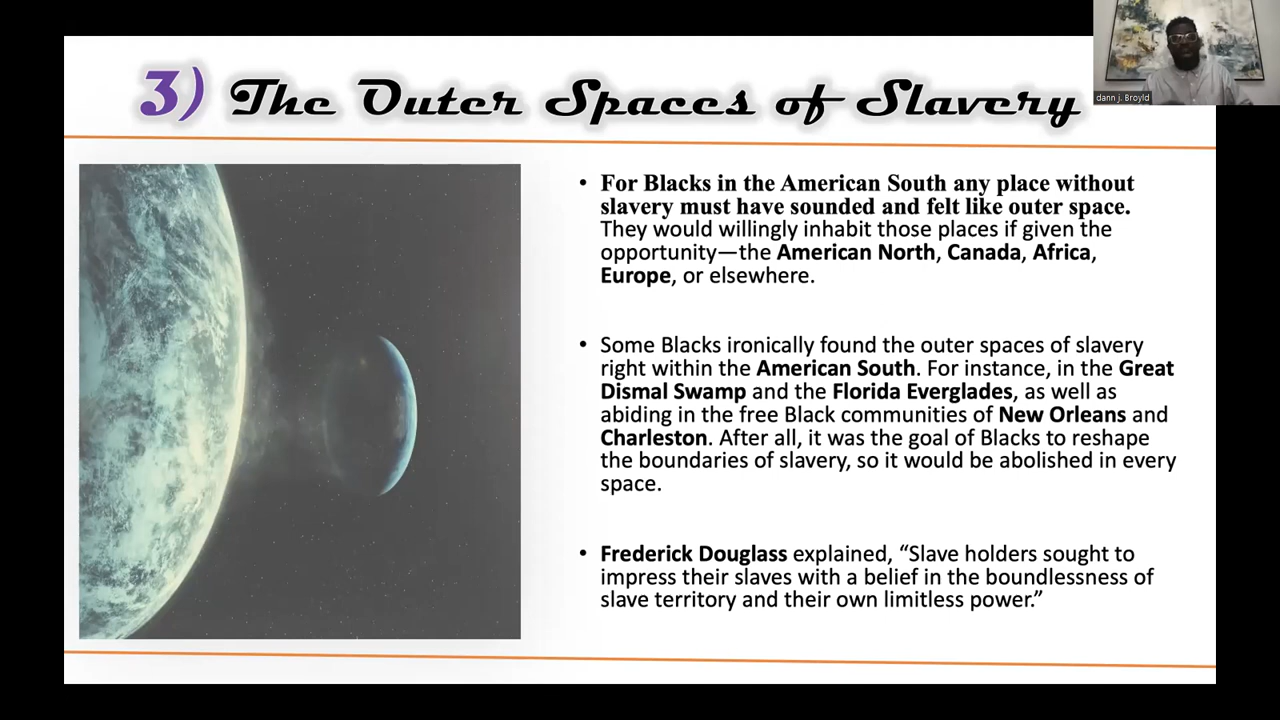 3) The Outer Spaces of Slavery
dann j. Broyld
• For Blacks in the American South any place without
slavery must have sounded and felt like outer space.
They would willingly inhabit those places if given the
opportunity—the American North, Canada, Africa,
Europe, or elsewhere.
• Some Blacks ironically found the outer spaces of slavery
right within the American South. For instance, in the Great
Dismal Swamp and the Florida Everglades, as well as
abiding in the free Black communities of New Orleans and
Charleston. After all, it was the goal of Blacks to reshape
the boundaries of slavery, so it would be abolished in every
space.
• Frederick Douglass explained, “Slave holders sought to
impress their slaves with a belief in the boundlessness of
slave territory and their own limitless power.”